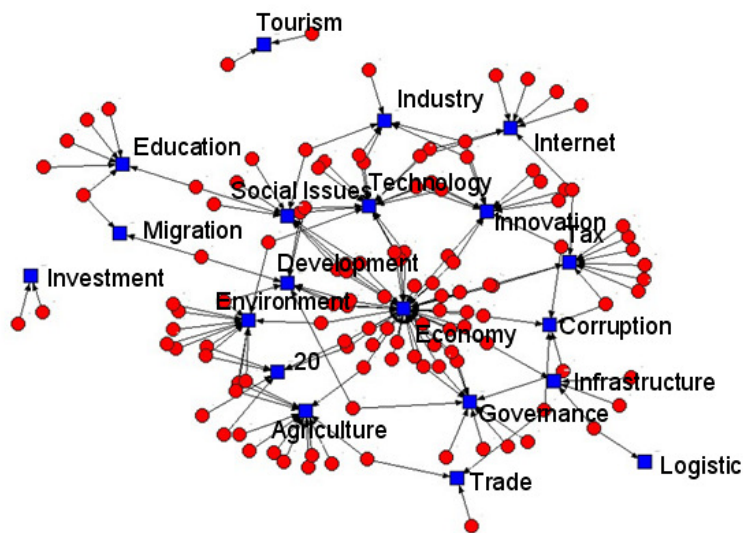 Tourism
Industry
Internet
Education
Social Issues
Technology
Innovation
Tax
Migration
Development
Investment
Environment
Economy
Corruption
20
Infrastructure
Governance
Agriculture
Logistic
Trade